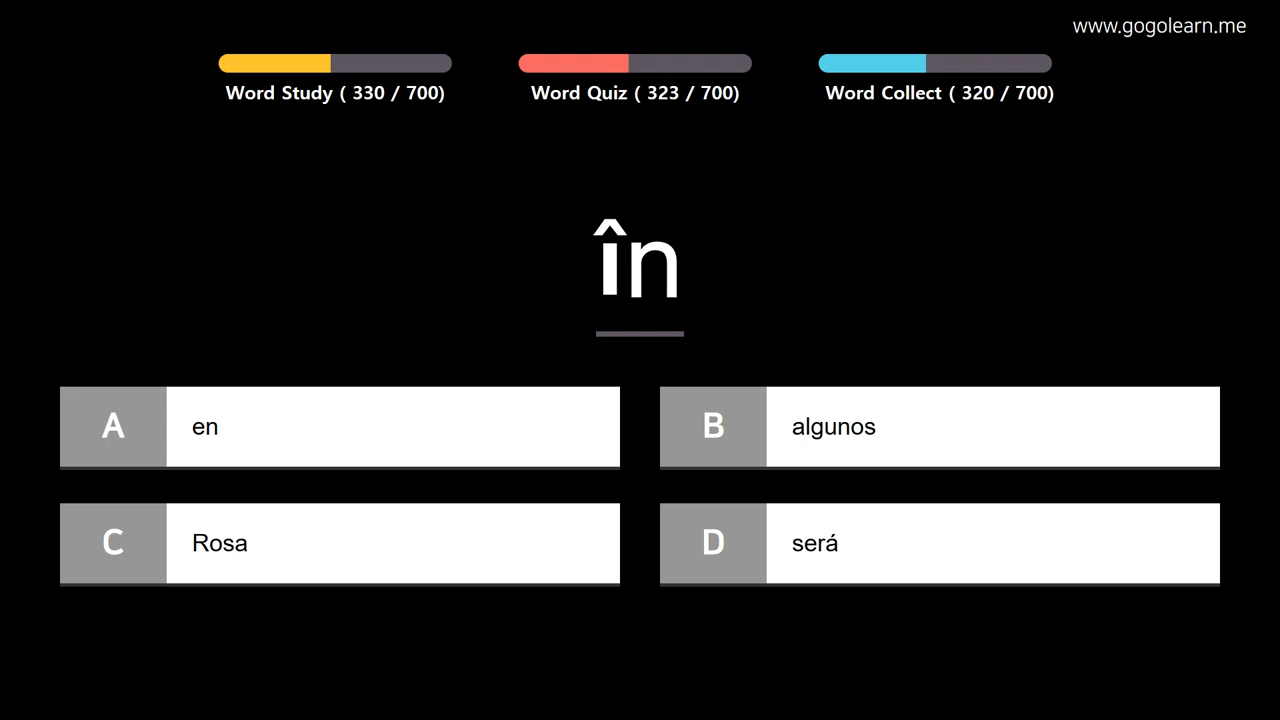 www.gogolearn.me
Word Study ( 330 / 700)
Word Quiz ( 323 / 700)
Word Collect ( 320 / 700)
în
A en
B algunos
C Rosa
D será